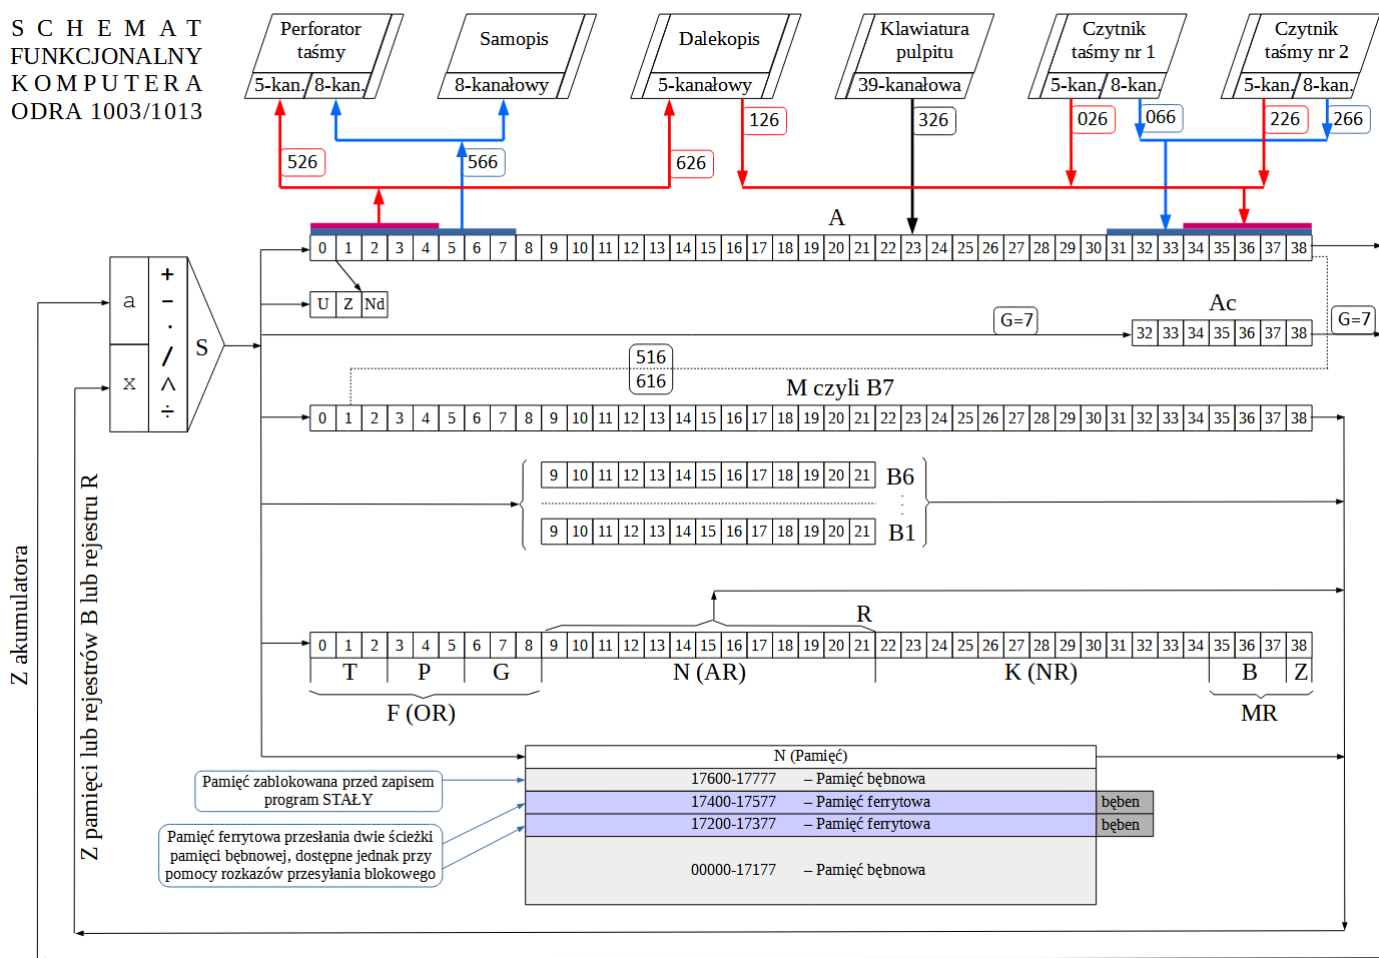 S C H E M A T
FUNKCJONALNY
K O M P U T E R A
ODRA 1003/1013
Perforator
taśmy
5-kan. 8-kan.
Samopis
8-kanałowy
Dalekopis
5-kanałowy
Klawiatura
pulpitu
39-kanałowa
Czytnik
taśmy nr 1
5-kan. 8-kan.
Czytnik
taśmy nr 2
5-kan. 8-kan.
526
566
626
126
326
026
066
226
266
A
0 1 2 3 4 5 6 7 8 9 10 11 12 13 14 15 16 17 18 19 20 21 22 23 24 25 26 27 28 29 30 31 32 33 34 35 36 37 38
a
x
+
−
·
/
^
÷
S
U Z Nd
G=7
Ac
32 33 34 35 36 37 38
G=7
516
616
M czyli B7
0 1 2 3 4 5 6 7 8 9 10 11 12 13 14 15 16 17 18 19 20 21 22 23 24 25 26 27 28 29 30 31 32 33 34 35 36 37 38
9 10 11 12 13 14 15 16 17 18 19 20 21 B6
9 10 11 12 13 14 15 16 17 18 19 20 21 B1
R
0 1 2 3 4 5 6 7 8 9 10 11 12 13 14 15 16 17 18 19 20 21 22 23 24 25 26 27 28 29 30 31 32 33 34 35 36 37 38
T P G N (AR) K (NR) B Z
F (OR) MR
Z akumulatora
Z pamięci lub rejestrów B lub rejestru R
N (Pamięć)
17600-17777 – Pamięć bębnowa
17400-17577 – Pamięć ferrytowa bęben
17200-17377 – Pamięć ferrytowa bęben
00000-17177 – Pamięć bębnowa
Pamięć zablokowana przed zapisem
program STAŁY
Pamięć ferrytowa przesłania dwie ścieżki
pamięci bębnowej, dostępne jednak przy
pomocy rozkazów przesyłania blokowego